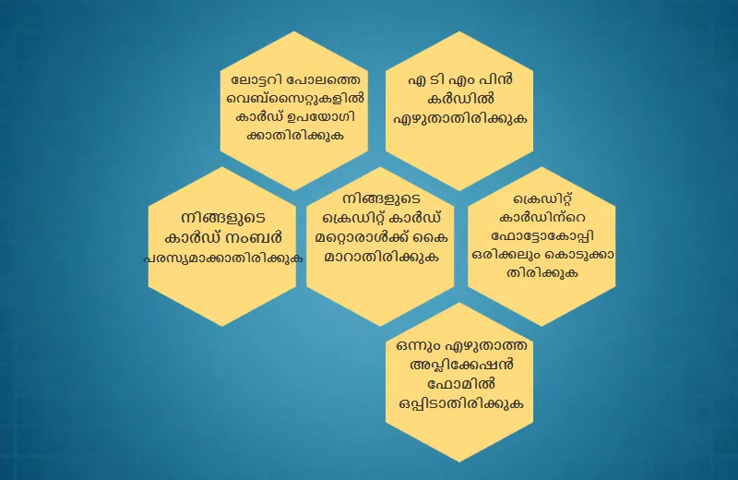 ലോട്ടറി പോലത്തെ
വെബ്സൈറ്റുകളിൽ
കാർഡ് ഉപയോഗി
ക്കാതിരിക്കുക
എ ടി എം പിൻ
കർഡിൽ
എഴുതാതിരിക്കുക
നിങ്ങളുടെ
കാർഡ് നംബർ
പരസ്യമാക്കാതിരിക്കുക
നിങ്ങളുടെ
ക്രെഡിറ്റ് കാർഡ്
മറ്റൊരാൾക്ക് കൈ
മാറാതിരിക്കുക
ക്രെഡിറ്റ്
കാർഡിൻറെ
ഫോട്ടോകോപ്പി
ഒരിക്കലും കൊടുക്കാ
തിരിക്കുക
ഒന്നും എഴുതാത്ത
അപ്ലിക്കേഷൻ
ഫോമിൽ
ഒപ്പിടാതിരിക്കുക